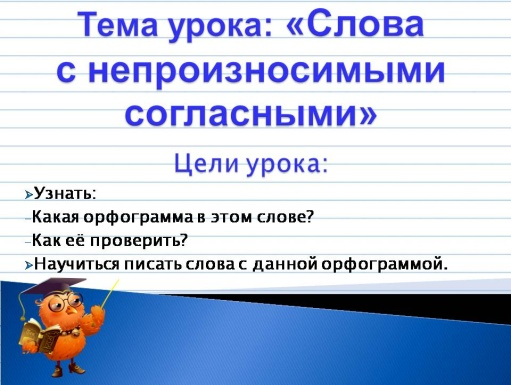 Тема урока: «Слова
с непроизносимыми
согласными»
Цели урока:
➢Узнать:
-Какая орфограмма в этом слове?
-Как её проверить?
➢Научиться писать слова с данной орфограммой.